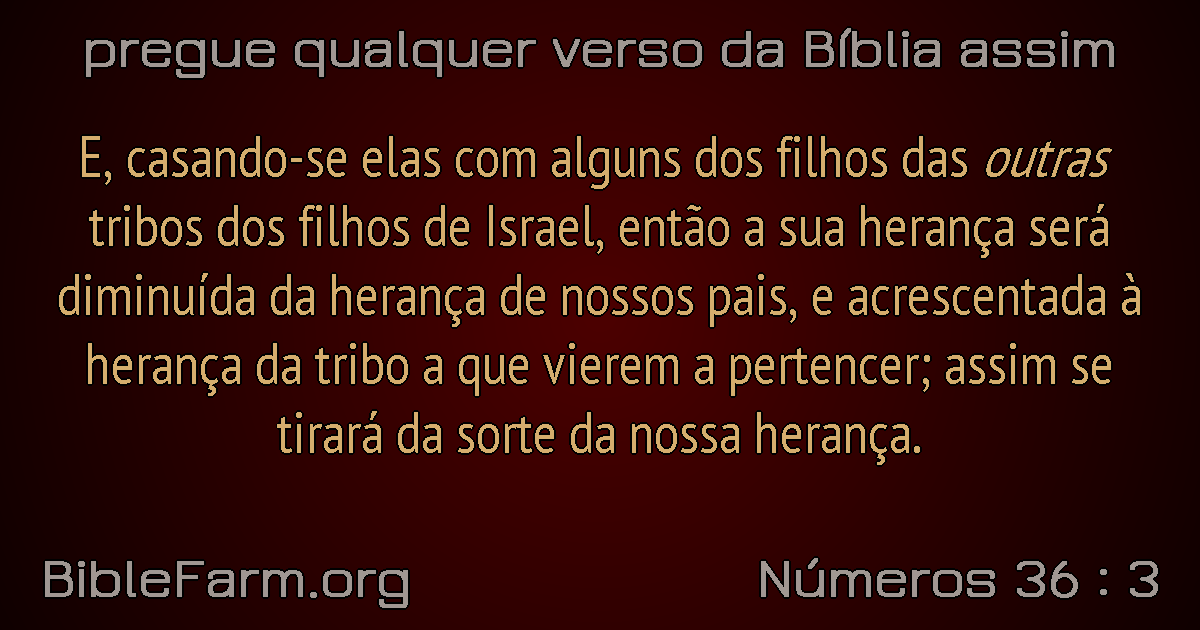 pregue qualquer verso da Bíblia assim
E, casando-se elas com alguns dos filhos das outras
tribos dos filhos de Israel, então a sua herança será
diminuída da herança de nossos pais, e acrescentada à
herança da tribo a que vierem a pertencer; assim se
tirará da sorte da nossa herança.
BibleFarm.org
Números 36 : 3